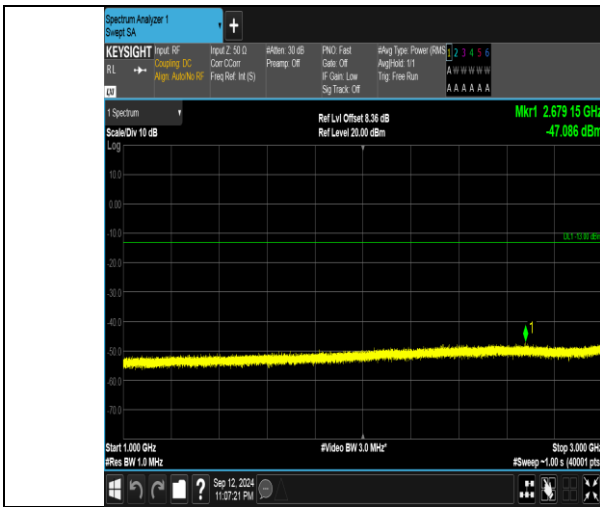 Spectrum Analyzer 1
Swept SA
+
KEYSIGHT Input: RF Input Z: 50 Ω #Atten: 30 dB PNO: Fast #Avg Type: Power (RMS 1 2 3 4 5 6
RL Coupling: DC Corr CCorr Preamp: Off Gate: Off Avg|Hold: 1/1 A W W W W W
Align: Auto/No RF Freq Ref: Int (S) IF Gain: Low Trig: Free Run
LXI Sig Track: Off A A A A A A
1 Spectrum Ref Lvl Offset 8.36 dB Mkr1 2.679 15 GHz
Scale/Div 10 dB Ref Level 20.00 dBm -47.086 dBm
Log
10.0
0.00
-10.0
DL1 -13.00 dBm
-20.0
-30.0
-40.0
1
-50.0
-60.0
-70.0
Start 1.000 GHz #Video BW 3.0 MHz* Stop 3.000 GHz
#Res BW 1.0 MHz #Sweep ~1.00 s (40001 pts
? Sep 12, 2024
11:07:21 PM